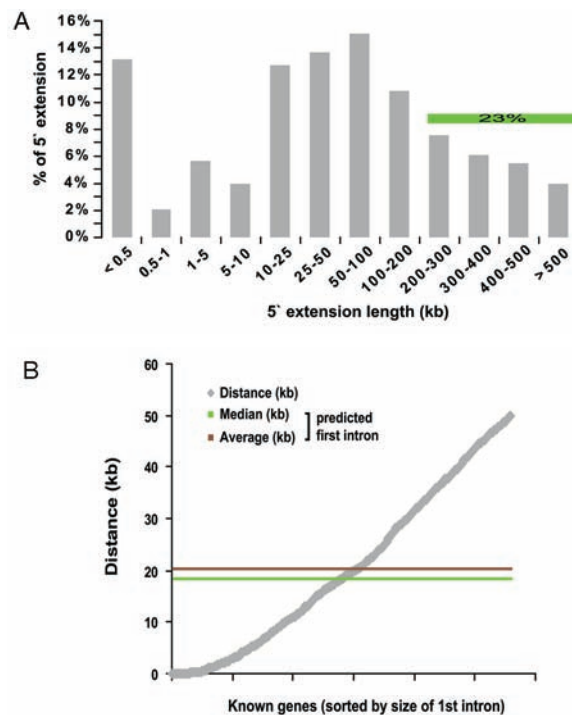 A
16%
14%
12%
10%
8%
6%
4%
2%
0%
% of 5` extension
23%
< 0.5
0.5-1
1-5
5-10
10-25
25-50
50-100
100-200
200-300
300-400
400-500
> 500
5` extension length (kb)
B
60
50
40
30
20
10
0
Distance (kb)
Distance (kb)
Median (kb)
Average (kb)
predicted
first intron
Known genes (sorted by size of 1st intron)